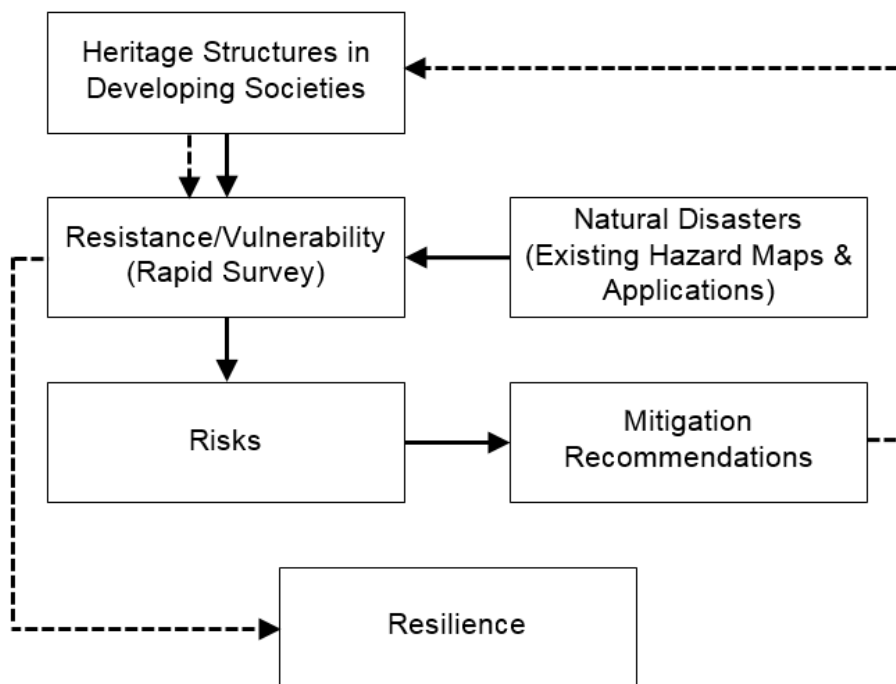 Heritage Structures in
Developing Societies
Resistance/Vulnerability
(Rapid Survey)
Natural Disasters
(Existing Hazard Maps &
Applications)
Risks
Mitigation
Recommendations
Resilience